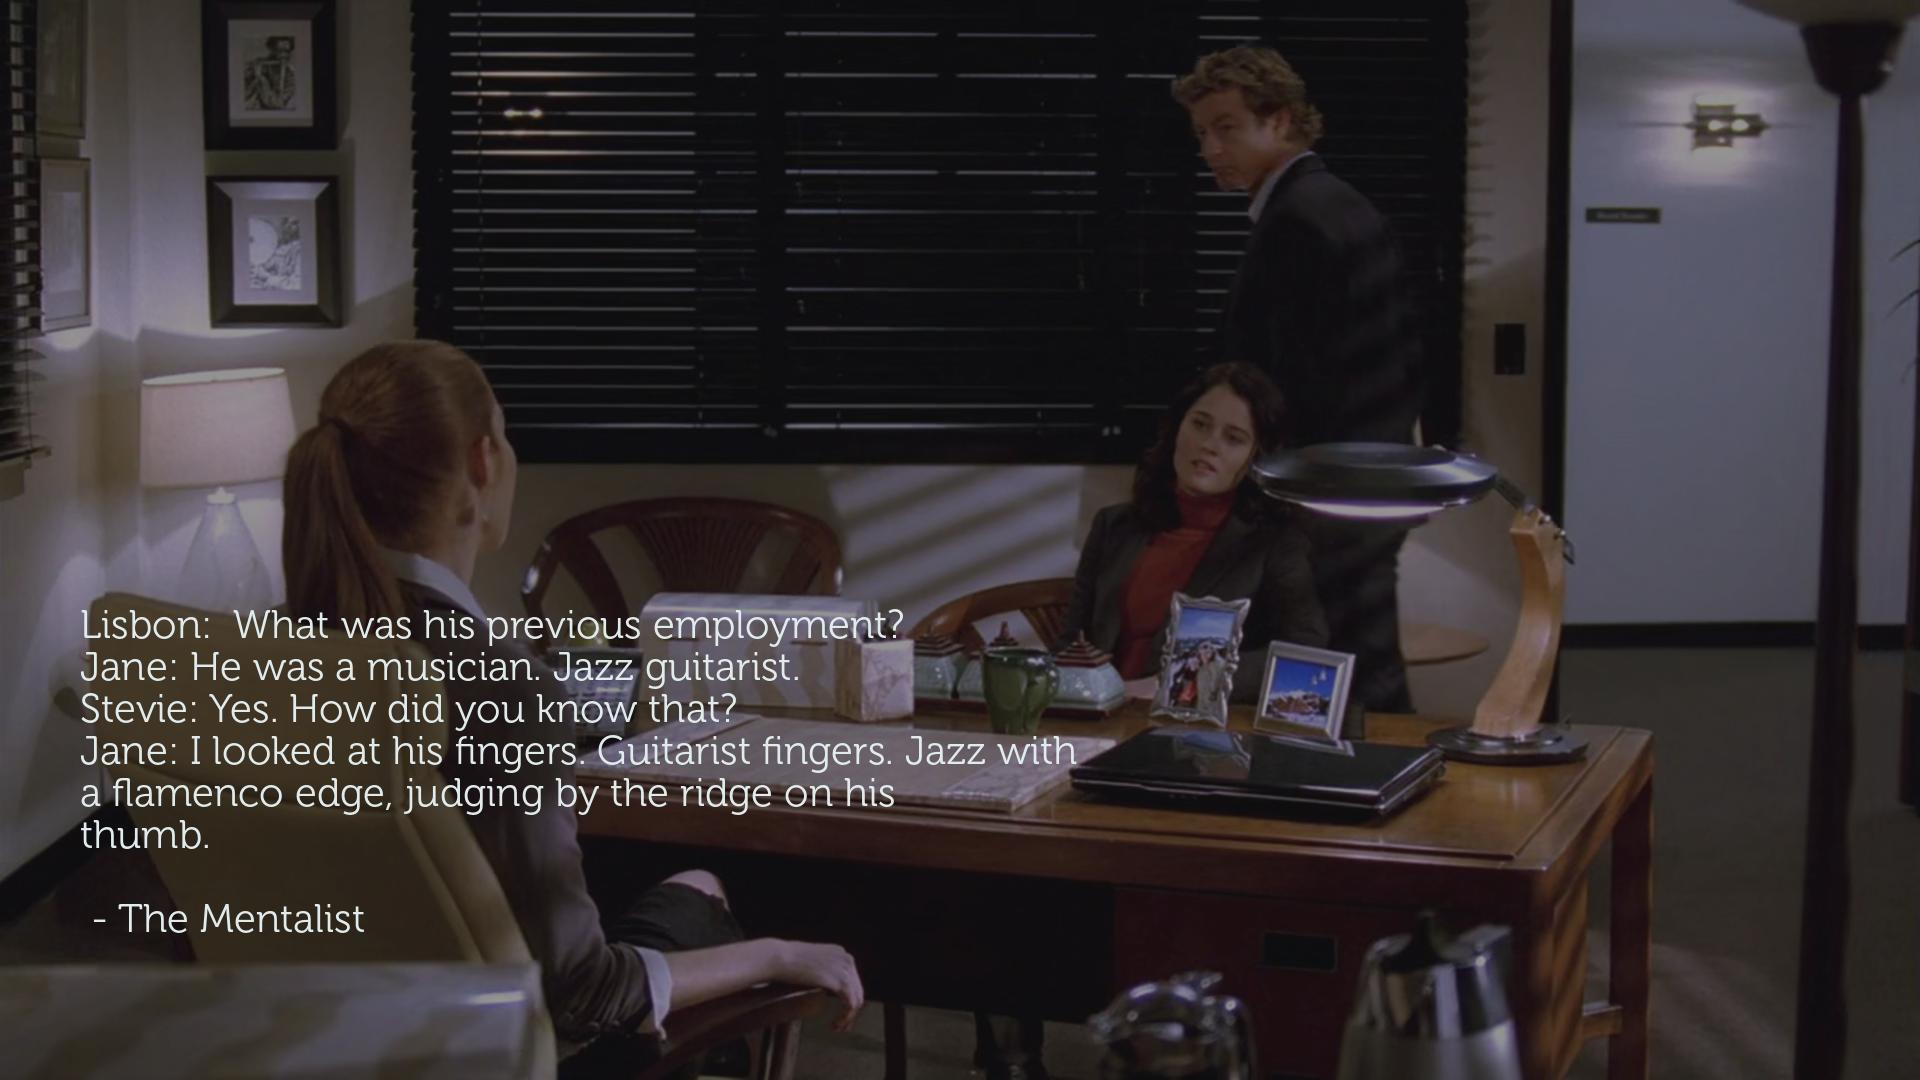 Lisbon:  What was his previous employment?
Jane: He was a musician. Jazz guitarist.
Stevie: Yes. How did you know that?
Jane: I looked at his fingers. Guitarist fingers. Jazz with
a flamenco edge, judging by the ridge on his
thumb.
- The Mentalist